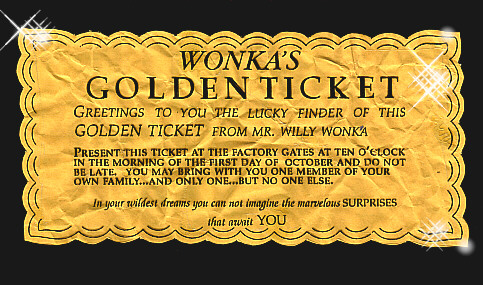 WONKA'S
GOLDEN TICKET
GREETINGS TO YOU THE LUCKY FINDER OF THIS
GOLDEN TICKET FROM MR. WILLY WONKA
PRESENT THIS TICKET AT THE FACTORY GATES AT TEN O'CLOCK
IN THE MORNING OF THE FIRST DAY OF OCTOBER AND DO NOT
BE LATE. YOU MAY BRING WITH YOU ONE MEMBER OF YOUR
OWN FAMILY...AND ONLY ONE...BUT NO ONE ELSE.
In your wildest dreams you can not imagine the marvelous SURPRISES
that await YOU